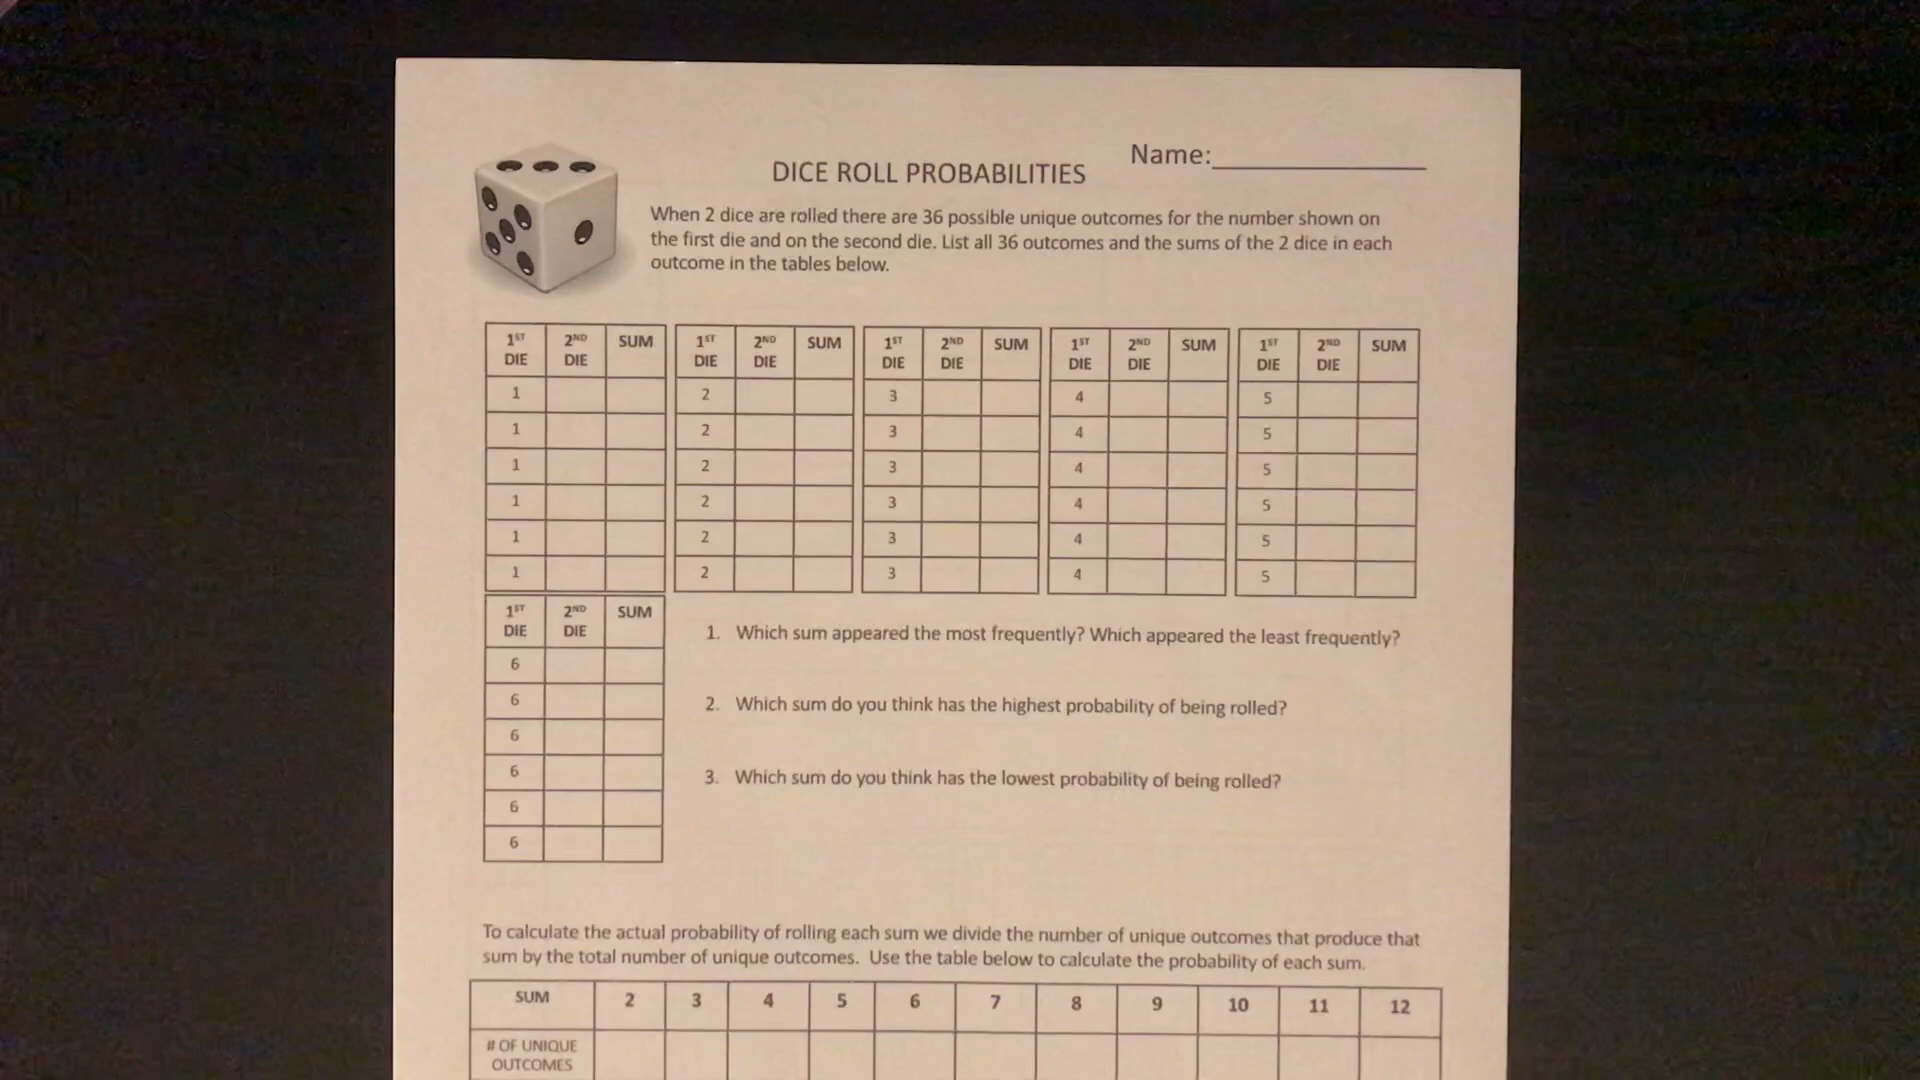 Name:
DICE ROLL PROBABILITIES
When 2 dice are rolled there are 36 possible unique outcomes for the number shown on
the first die and on the second die. List all 36 outcomes and the sums of the 2 dice in each
outcome in the tables below.
1ST DIE 2ND DIE SUM 1ST DIE 2ND DIE SUM 1ST DIE 2ND DIE SUM 1ST DIE 2ND DIE SUM 1ST DIE 2ND DIE SUM
1 2 3 4 5
1 2 3 4 5
1 2 3 4 5
1 2 3 4 5
1 2 3 4 5
1 2 3 4 5
1ST DIE 2ND DIE SUM
6
6
6
6
6
6
1. Which sum appeared the most frequently? Which appeared the least frequently?
2. Which sum do you think has the highest probability of being rolled?
3. Which sum do you think has the lowest probability of being rolled?
To calculate the actual probability of rolling each sum we divide the number of unique outcomes that produce that
sum by the total number of unique outcomes. Use the table below to calculate the probability of each sum.
SUM 2 3 4 5 6 7 8 9 10 11 12
# OF UNIQUE
OUTCOMES